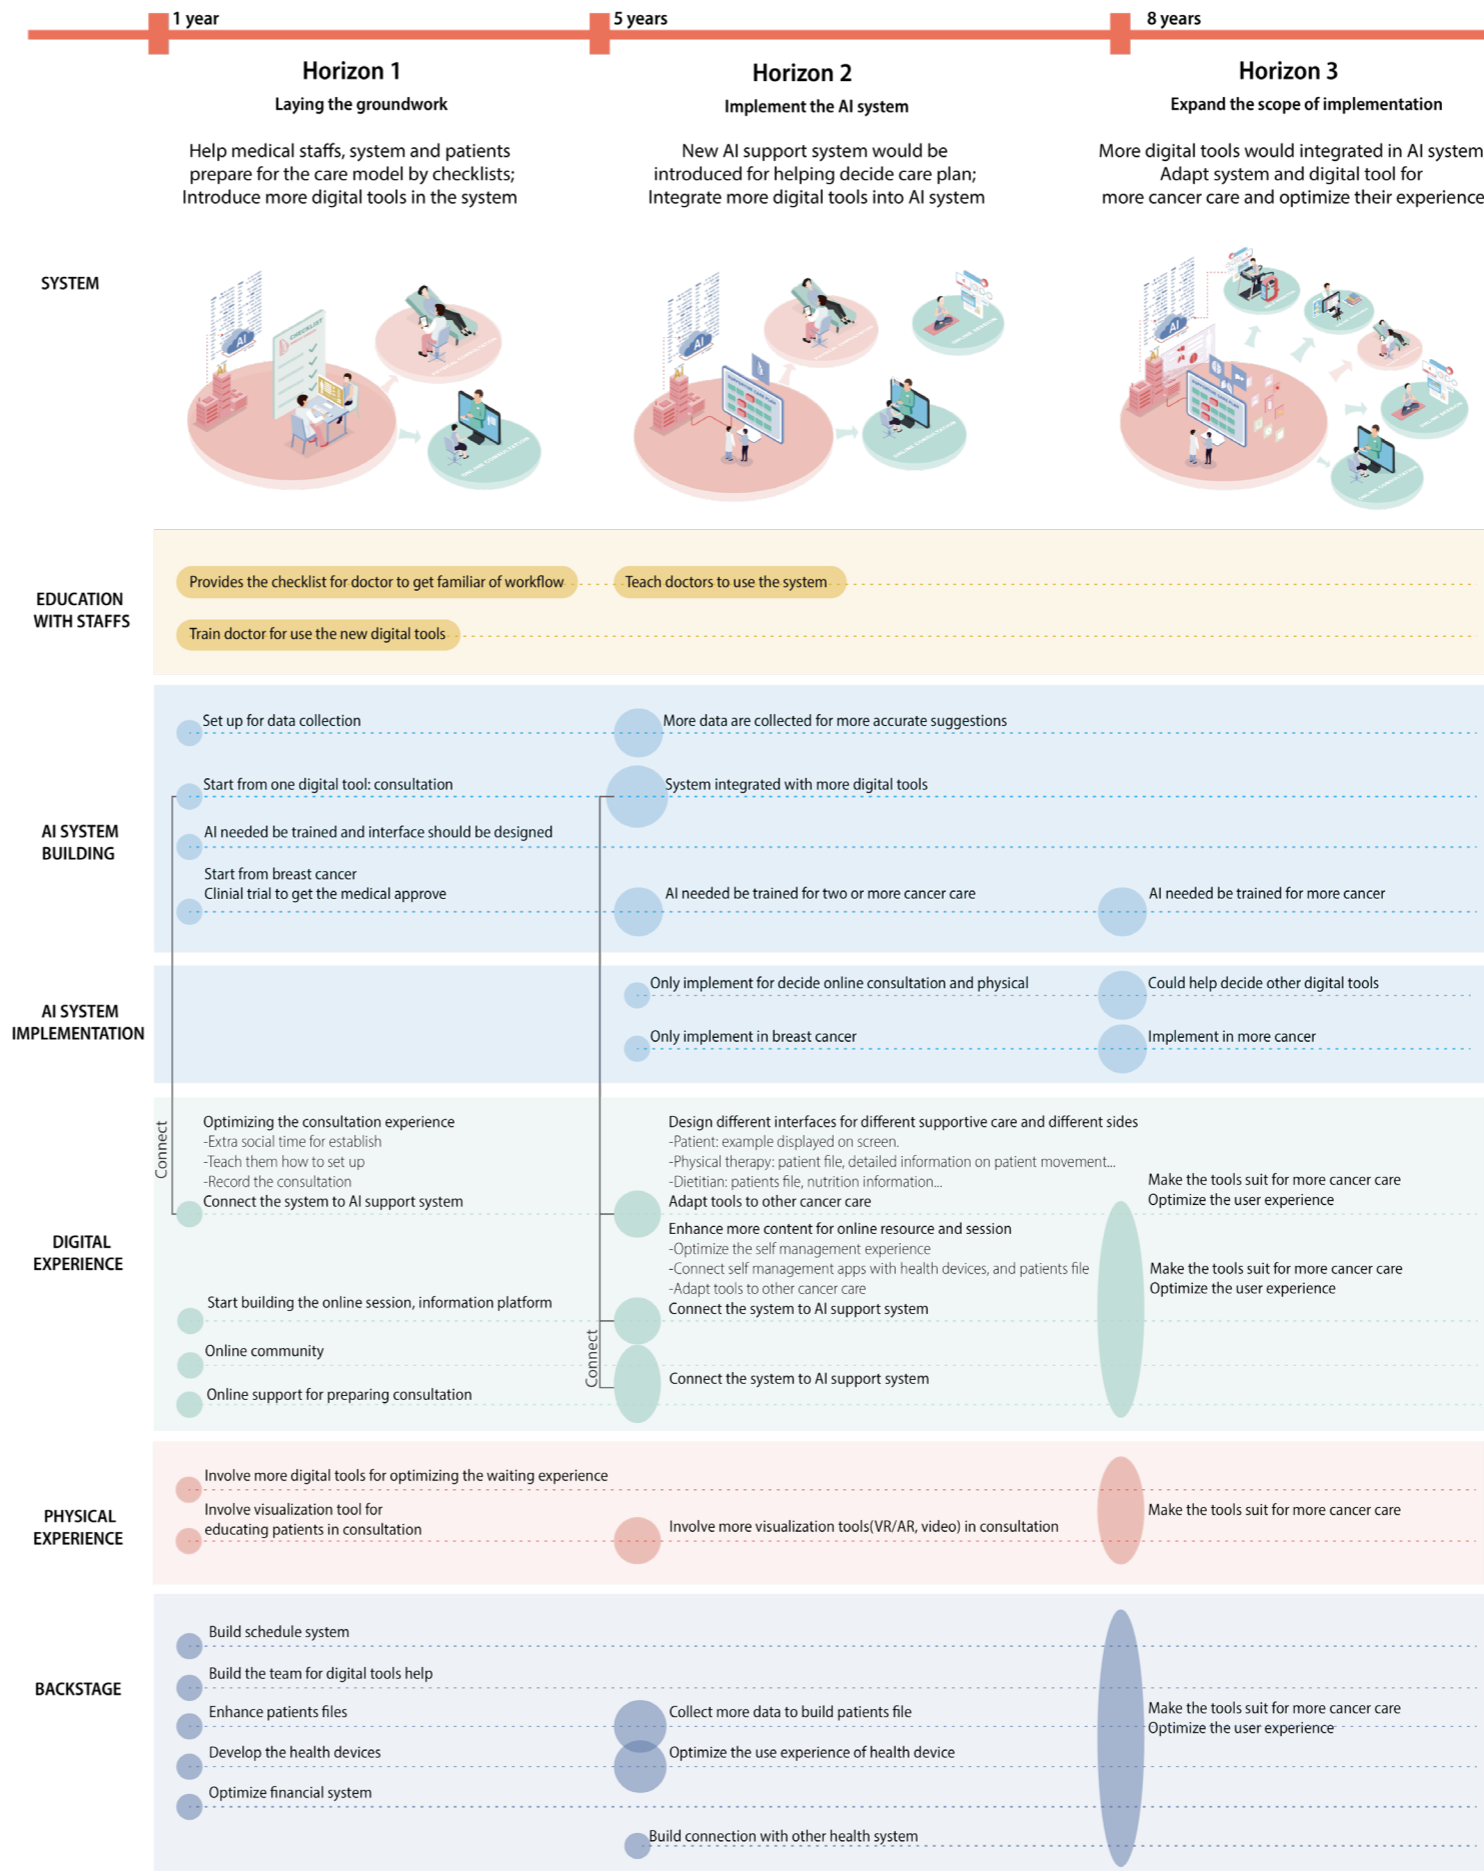 1 year
5 years
8 years
Horizon 1
Laying the groundwork
Help medical staffs, system and patients
prepare for the care model by checklists;
Introduce more digital tools in the system
Horizon 2
Implement the AI system
New AI support system would be
introduced for helping decide care plan;
Integrate more digital tools into AI system
Horizon 3
Expand the scope of implementation
More digital tools would integrated in AI system
Adapt system and digital tool for
more cancer care and optimize their experience
SYSTEM
AI
CHECKLIST
ONLINE CONSULTATION
AI
ONLINE CONSULTATION
AI
ONLINE CONSULTATION
EDUCATION
WITH STAFFS
Provides the checklist for doctor to get familiar of workflow
Teach doctors to use the system
Train doctor for use the new digital tools
AI SYSTEM
BUILDING
Set up for data collection
More data are collected for more accurate suggestions
Start from one digital tool: consultation
System integrated with more digital tools
AI needed be trained and interface should be designed
Start from breast cancer
Clinial trial to get the medical approve
AI needed be trained for two or more cancer care
AI needed be trained for more cancer
AI SYSTEM
IMPLEMENTATION
Only implement for decide online consultation and physical
Could help decide other digital tools
Only implement in breast cancer
Implement in more cancer
DIGITAL
EXPERIENCE
Connect
Optimizing the consultation experience
-Extra social time for establish
-Teach them how to set up
-Record the consultation
Connect the system to AI support system
Start building the online session, information platform
Online community
Online support for preparing consultation
Connect
Design different interfaces for different supportive care and different sides
-Patient: example displayed on screen.
-Physical therapy: patient file, detailed information on patient movement...
-Dietitian: patients file, nutrition information...
Adapt tools to other cancer care
Enhance more content for online resource and session
-Optimize the self management experience
-Connect self management apps with health devices, and patients file
-Adapt tools to other cancer care
Connect the system to AI support system
Connect the system to AI support system
Make the tools suit for more cancer care
Optimize the user experience
Make the tools suit for more cancer care
Optimize the user experience
PHYSICAL
EXPERIENCE
Involve more digital tools for optimizing the waiting experience
Involve visualization tool for
educating patients in consultation
Involve more visualization tools(VR/AR, video) in consultation
Make the tools suit for more cancer care
BACKSTAGE
Build schedule system
Build the team for digital tools help
Enhance patients files
Develop the health devices
Optimize financial system
Collect more data to build patients file
Optimize the use experience of health device
Build connection with other health system
Make the tools suit for more cancer care
Optimize the user experience